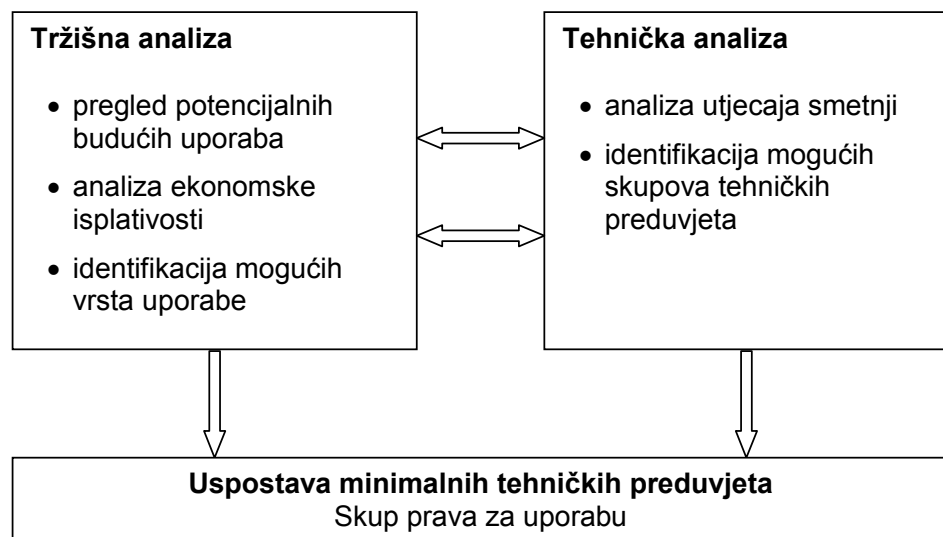 Tržišna analiza
• pregled potencijalnih
budućih uporaba
• analiza ekonomske
isplativosti
• identifikacija mogućih
vrsta uporabe
Tehnička analiza
• analiza utjecaja smetnji
• identifikacija mogućih
skupova tehničkih
preduvjeta
Uspostava minimalnih tehničkih preduvjeta
Skup prava za uporabu